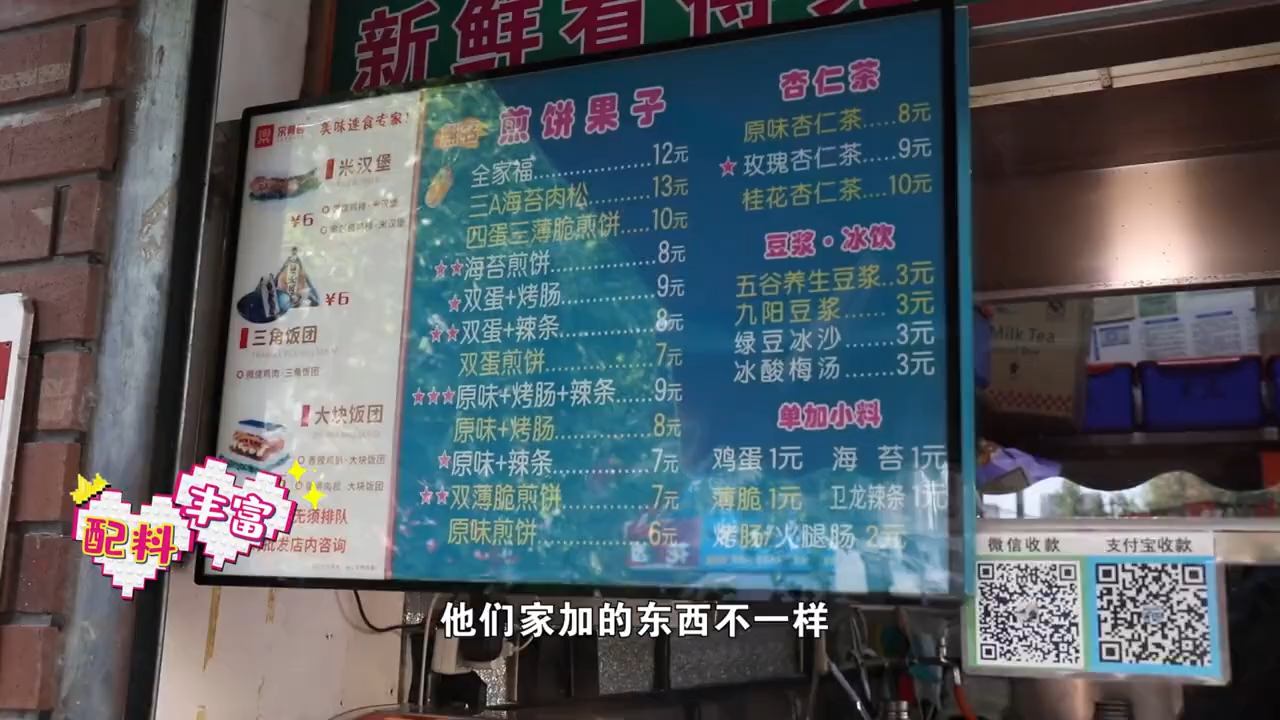 新鲜看得见
美味速食专家!
米汉堡
¥6
¥6
三角饭团
大块饭团
无须排队
批发店内咨询
煎饼果子
全家福..................12元
三A海苔肉松..........13元
四蛋三薄脆煎饼.....10元
★★海苔煎饼................8元
★双蛋+烤肠..............9元
★★双蛋+辣条..............8元
双蛋煎饼................7元
★★★原味+烤肠+辣条.....9元
原味+烤肠..............8元
★原味+辣条..............7元
★★双薄脆煎饼..............7元
原味煎饼................6元
杏仁茶
原味杏仁茶.....8元
★玫瑰杏仁茶.....9元
桂花杏仁茶....10元
豆浆·冰饮
五谷养生豆浆..3元
九阳豆浆...... 3元
绿豆冰沙.......3元
冰酸梅汤.......3元
单加小料
鸡蛋 1元 海 苔 1元
薄脆 1元 卫龙辣条 1元
烤肠/火腿肠 2元
Milk Tea
微信收款 支付宝收款
配料
丰富
他们家加的东西不一样